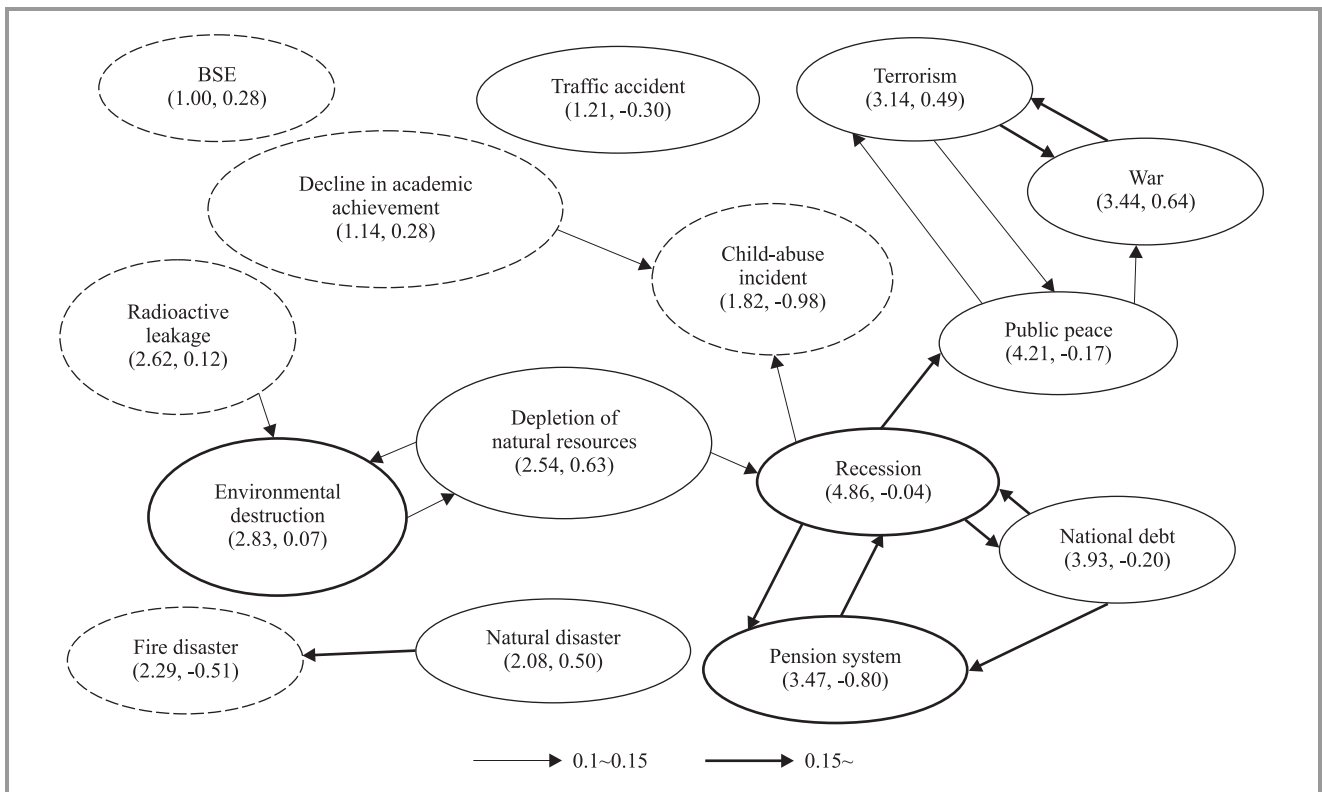 BSE
(1.00, 0.28)
Traffic accident
(1.21, -0.30)
Terrorism
(3.14, 0.49)
Decline in academic
achievement
(1.14, 0.28)
War
(3.44, 0.64)
Child-abuse
incident
(1.82, -0.98)
Radioactive
leakage
(2.62, 0.12)
Public peace
(4.21, -0.17)
Depletion of
natural resources
(2.54, 0.63)
Recession
(4.86, -0.04)
Environmental
destruction
(2.83, 0.07)
National debt
(3.93, -0.20)
Fire disaster
(2.29, -0.51)
Natural disaster
(2.08, 0.50)
Pension system
(3.47, -0.80)
0.1~0.15
0.15~